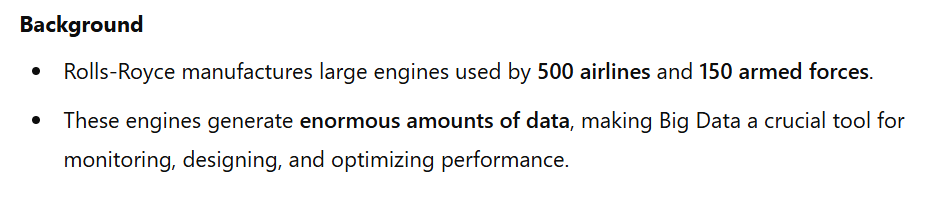 Background
• Rolls-Royce manufactures large engines used by 500 airlines and 150 armed forces.
• These engines generate enormous amounts of data, making Big Data a crucial tool for
monitoring, designing, and optimizing performance.